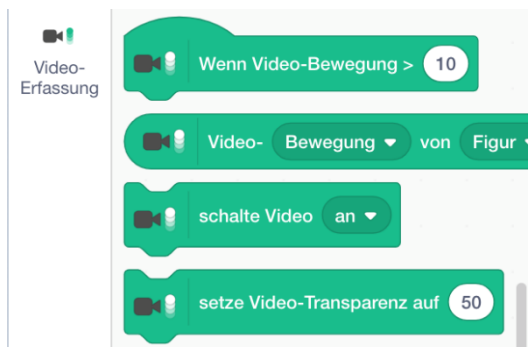 Video-
Erfassung
Wenn Video-Bewegung > 10
Video- Bewegung von Figur
schalte Video an
setze Video-Transparenz auf 50